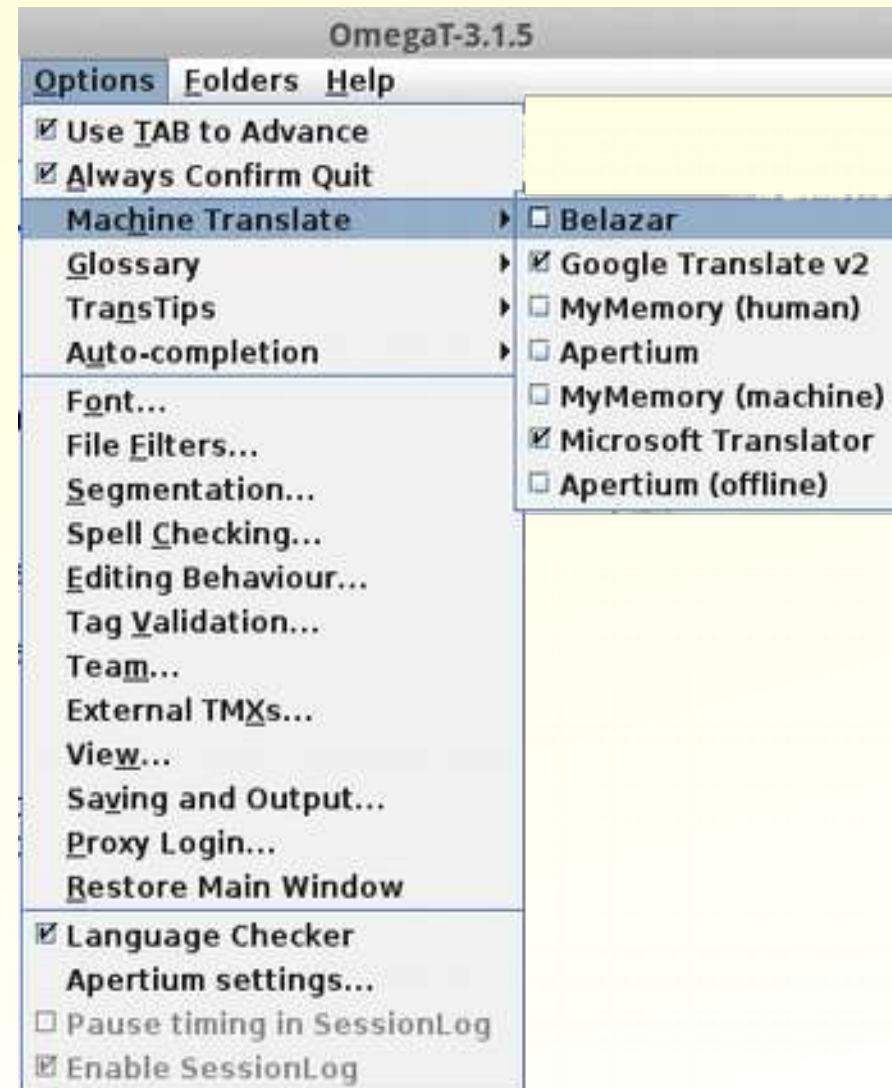 OmegaT-3.1.5
Options Folders Help
Use TAB to Advance
Always Confirm Quit
Machine Translate
Glossary
TransTips
Auto-completion
Font...
File Filters...
Segmentation...
Spell Checking...
Editing Behaviour...
Tag Validation...
Team...
External TMXs...
View...
Saving and Output...
Proxy Login...
Restore Main Window
Language Checker
Apertium settings...
Pause timing in SessionLog
Enable SessionLog
Belazar
Google Translate v2
MyMemory (human)
Apertium
MyMemory (machine)
Microsoft Translator
Apertium (offline)